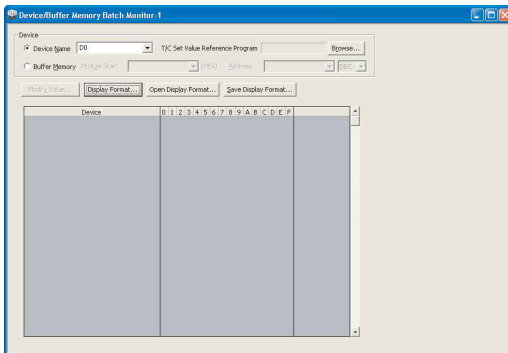 Device/Buffer Memory Batch Monitor-1
Device
Device Name D0 T/C Set Value Reference Program Browse...
Buffer Memory Module Start (HEX) Address DEC
Modify Value... Display Format... Open Display Format... Save Display Format...
Device 0 1 2 3 4 5 6 7 8 9 A B C D E F